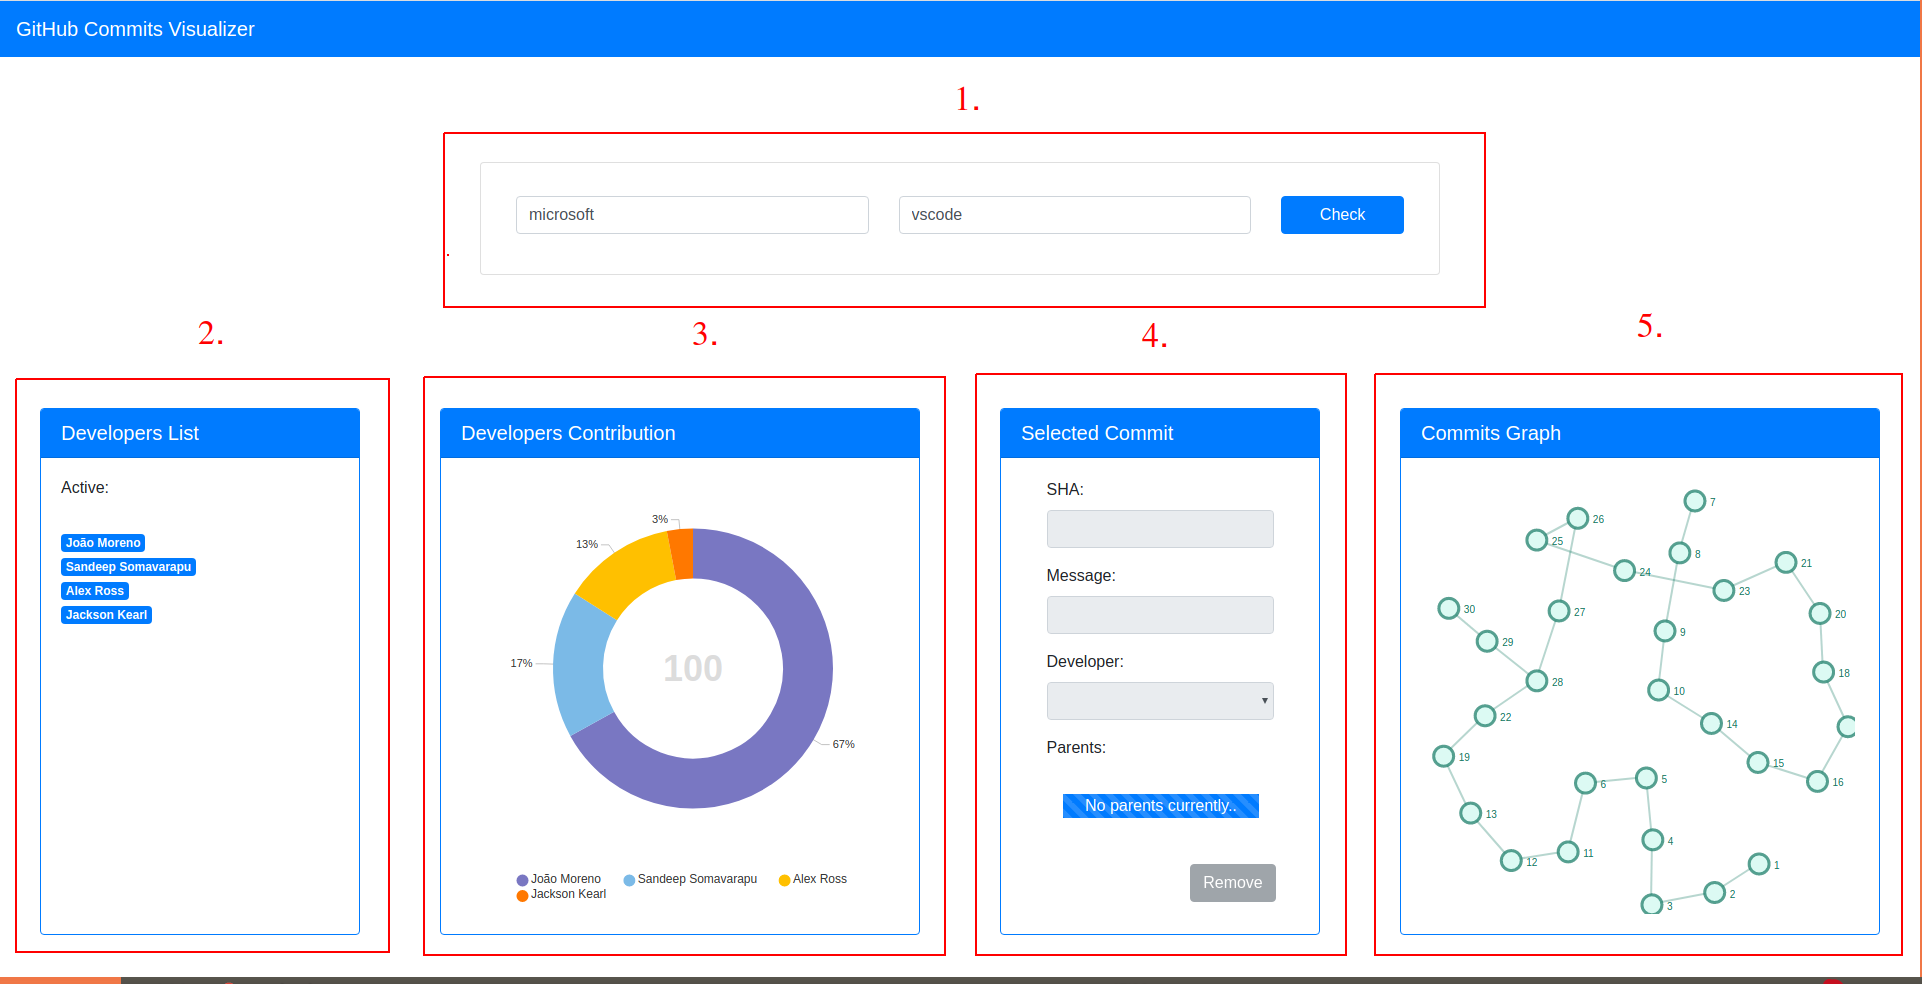 GitHub Commits Visualizer
1.
microsoft
vscode
Check
2.
3.
4.
5.
Developers List
Active:
João Moreno
Sandeep Somavarapu
Alex Ross
Jackson Kearl
Developers Contribution
3%
13%
17%
100
67%
João Moreno
Sandeep Somavarapu
Alex Ross
Jackson Kearl
Selected Commit
SHA:
Message:
Developer:
Parents:
No parents currently..
Remove
Commits Graph
7
26
25
8
21
24
23
30
27
20
9
29
18
28
10
22
14
19
15
5
16
6
13
4
11
12
1
2
3